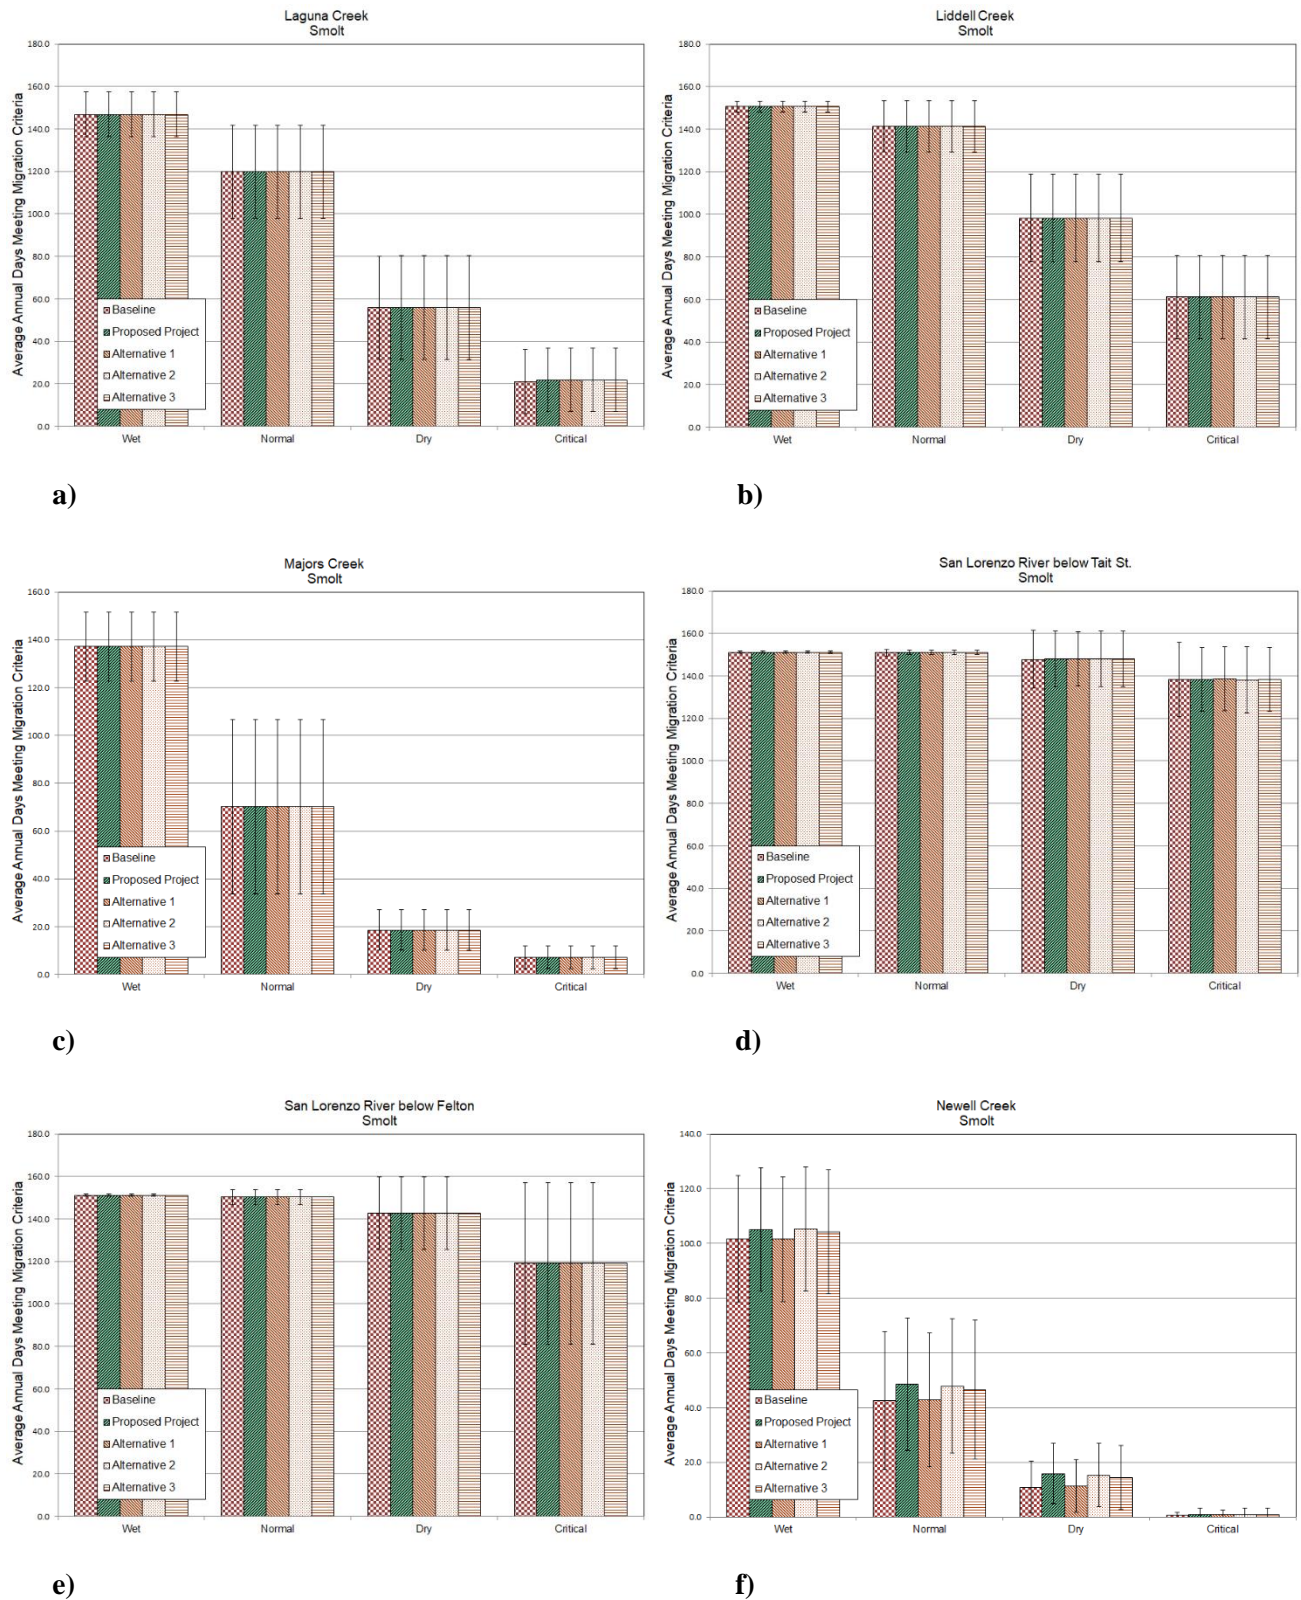 Laguna Creek
Smolt
Average Annual Days Meeting Migration Criteria
180.0
160.0
140.0
120.0
100.0
80.0
60.0
40.0
20.0
0.0
Baseline
Proposed Project
Alternative 1
Alternative 2
Alternative 3
Wet
Normal
Dry
Critical
a)
Liddell Creek
Smolt
Average Annual Days Meeting Migration Criteria
180.0
160.0
140.0
120.0
100.0
80.0
60.0
40.0
20.0
0.0
Baseline
Proposed Project
Alternative 1
Alternative 2
Alternative 3
Wet
Normal
Dry
Critical
b)
Majors Creek
Smolt
Average Annual Days Meeting Migration Criteria
160.0
140.0
120.0
100.0
80.0
60.0
40.0
20.0
0.0
Baseline
Proposed Project
Alternative 1
Alternative 2
Alternative 3
Wet
Normal
Dry
Critical
c)
San Lorenzo River below Tait St.
Smolt
Average Annual Days Meeting Migration Criteria
180.0
160.0
140.0
120.0
100.0
80.0
60.0
40.0
20.0
0.0
Baseline
Proposed Project
Alternative 1
Alternative 2
Alternative 3
Wet
Normal
Dry
Critical
d)
San Lorenzo River below Felton
Smolt
Average Annual Days Meeting Migration Criteria
180.0
160.0
140.0
120.0
100.0
80.0
60.0
40.0
20.0
0.0
Baseline
Proposed Project
Alternative 1
Alternative 2
Alternative 3
Wet
Normal
Dry
Critical
e)
Newell Creek
Smolt
Average Annual Days Meeting Migration Criteria
140.0
120.0
100.0
80.0
60.0
40.0
20.0
0.0
Baseline
Proposed Project
Alternative 1
Alternative 2
Alternative 3
Wet
Normal
Dry
Critical
f)